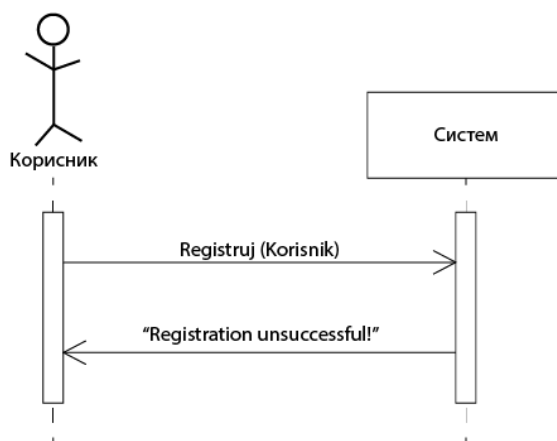 Корисник
Систем
Registruj (Korisnik)
“Registration unsuccessful!”